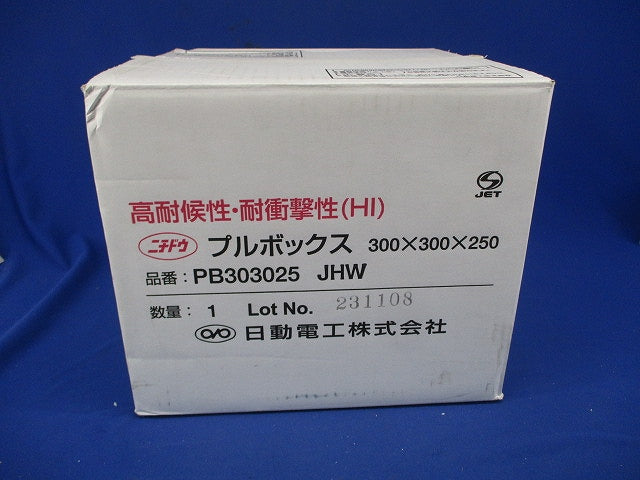 JET
高耐候性・耐衝撃性(HI)
ニチドウ プルボックス 300×300×250
品番：PB303025 JHW
数量：1 Lot No. 231108
日動電工株式会社